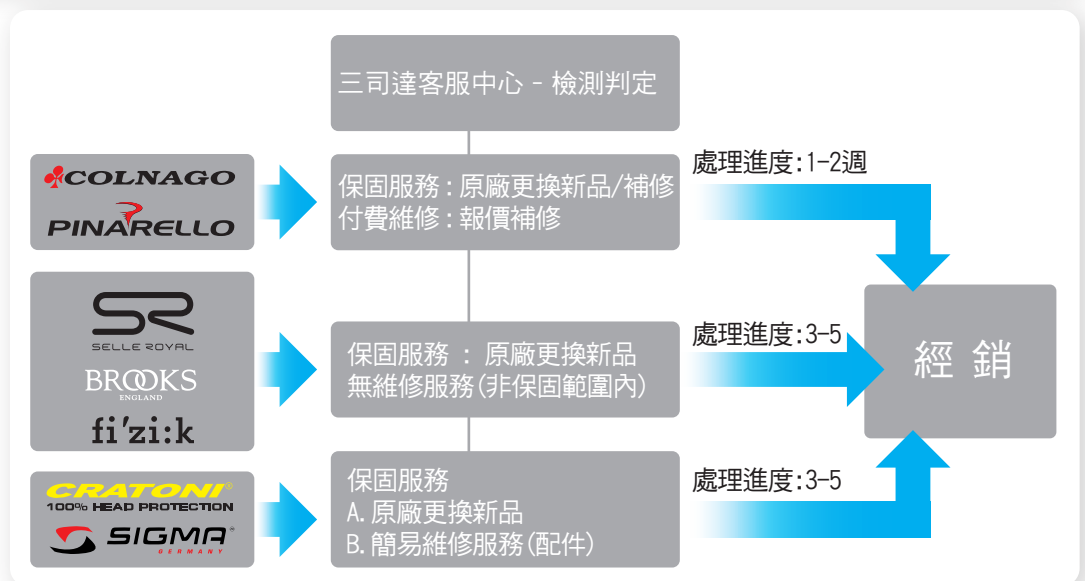 三司達客服中心 - 檢測判定
COLNAGO
PINARELLO
保固服務：原廠更換新品/補修
付費維修：報價補修
處理進度：1-2週
SR
SELLE ROYAL
BROOKS
ENGLAND
fi'zi:k
保固服務 ： 原廠更換新品
無維修服務(非保固範圍內)
處理進度：3-5
經 銷
CRATONI®
100% HEAD PROTECTION
SIGMA®
GERMANY
保固服務
A.原廠更換新品
B.簡易維修服務(配件)
處理進度：3-5